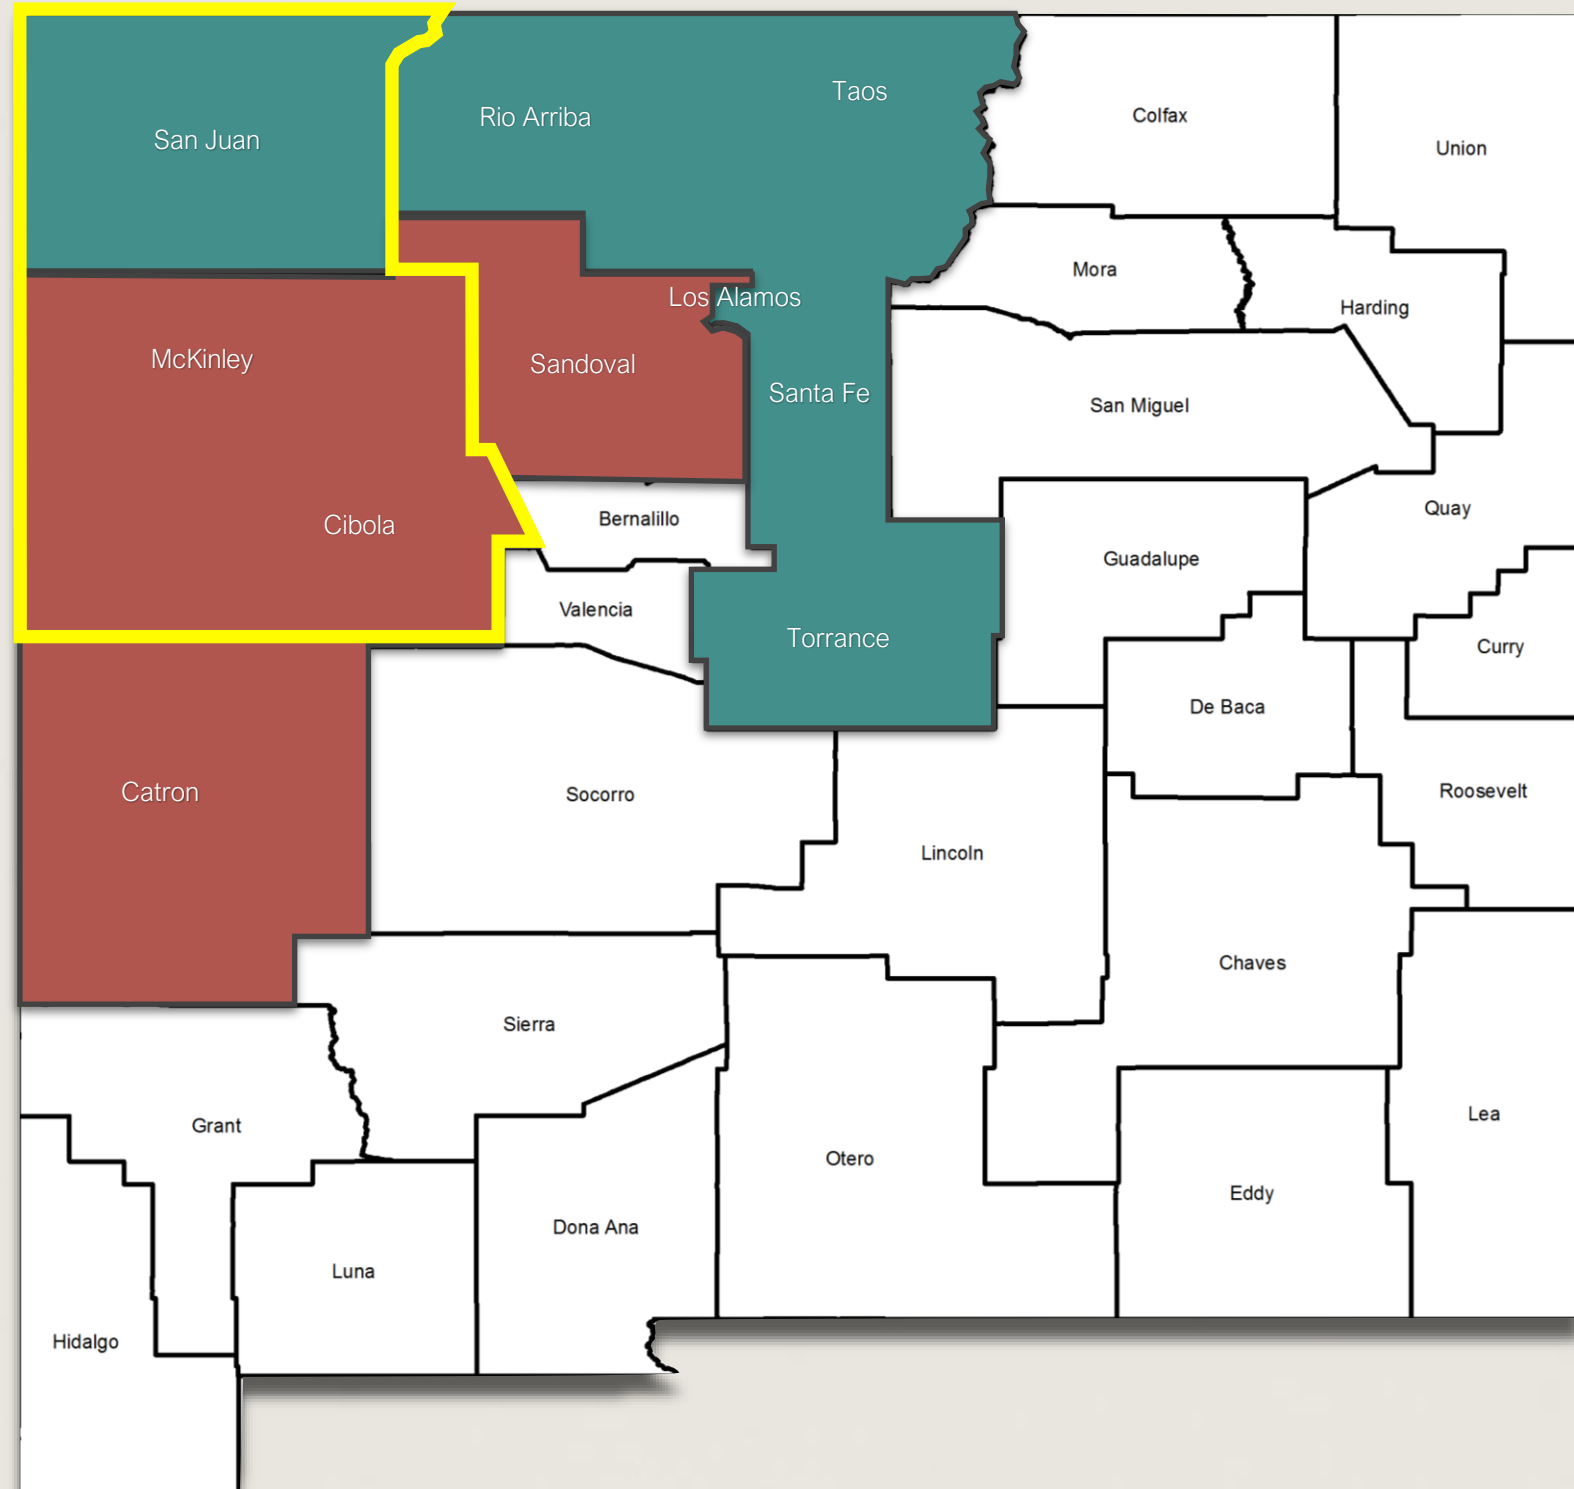 Taos
Rio Arriba
Colfax
San Juan
Union
Mora
Los Alamos
Harding
McKinley
Sandoval
Santa Fe
San Miguel
Quay
Bernalillo
Cibola
Guadalupe
Valencia
Torrance
Curry
De Baca
Roosevelt
Catron
Socorro
Lincoln
Chaves
Sierra
Lea
Grant
Otero
Eddy
Dona Ana
Luna
Hidalgo